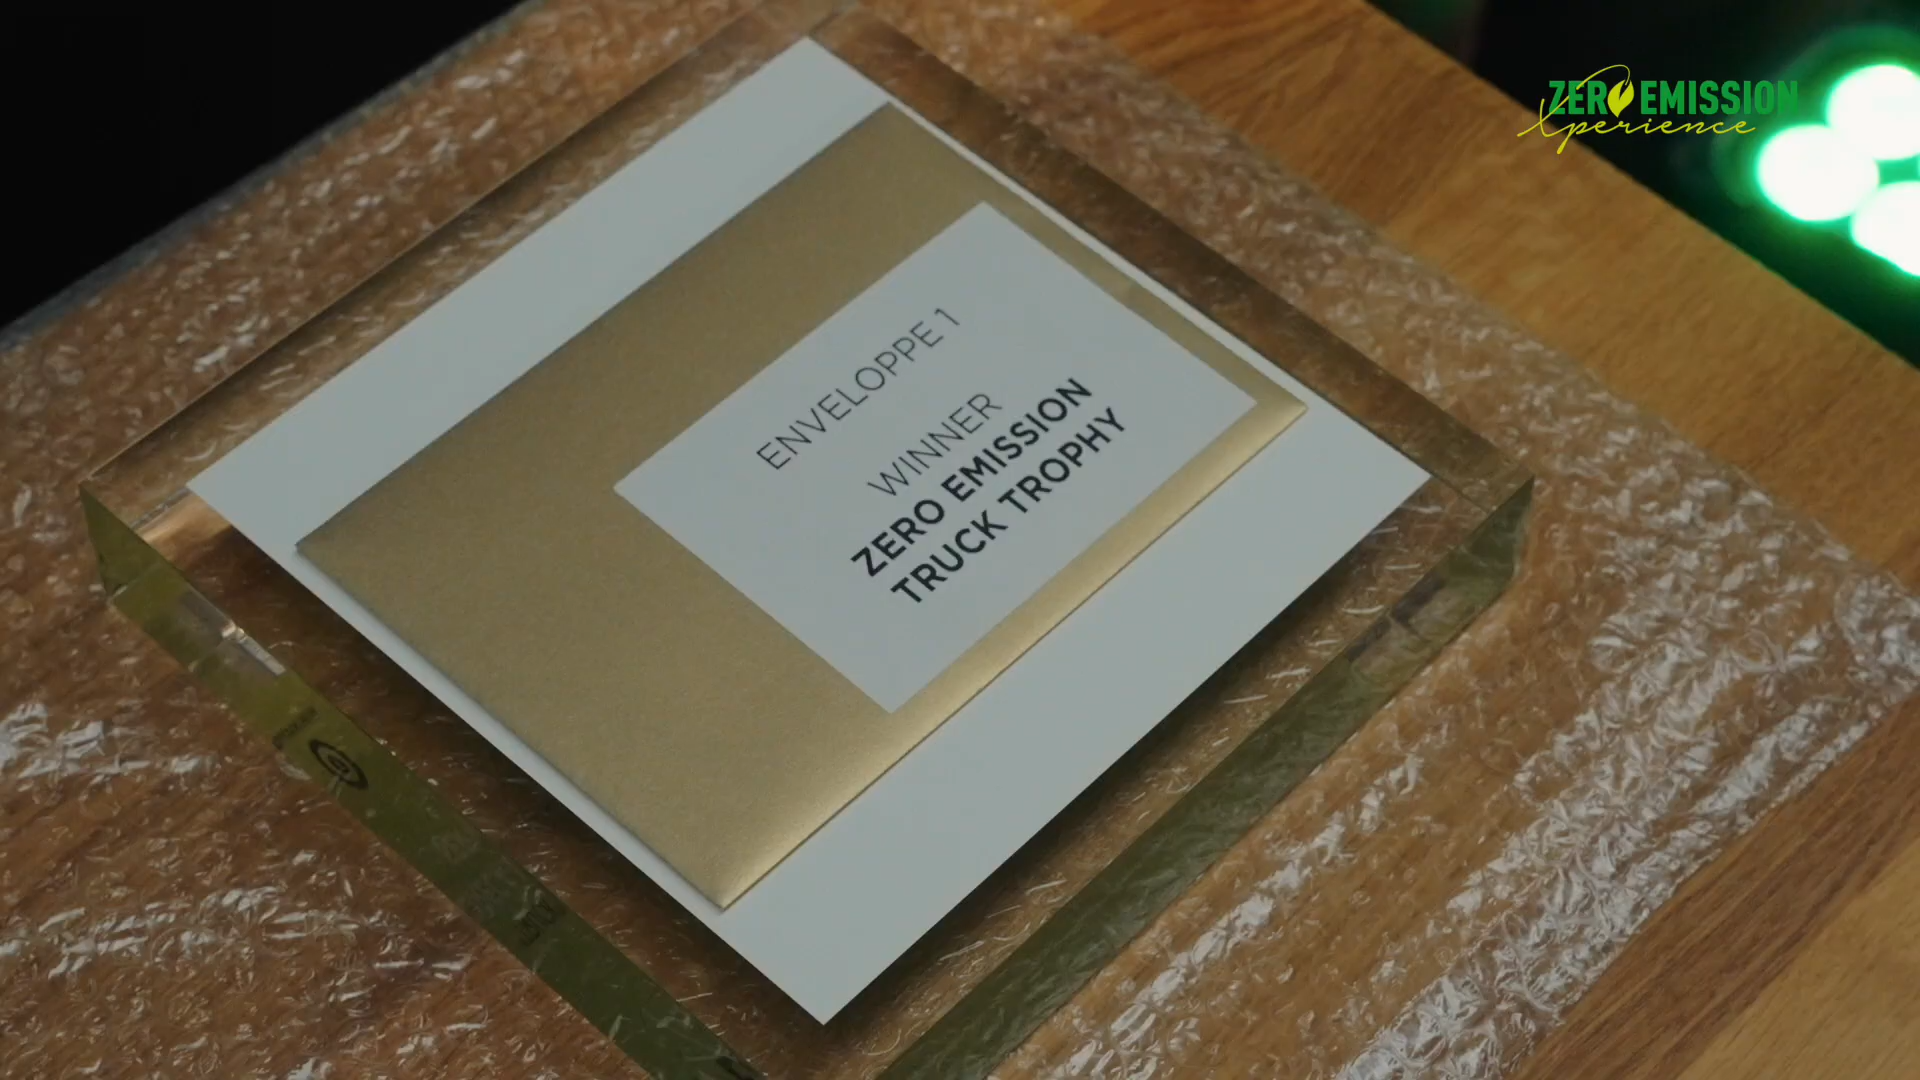 ZERO EMISSION
Xperience
ENVELOPPE 1
WINNER
ZERO EMISSION
TRUCK TROPHY